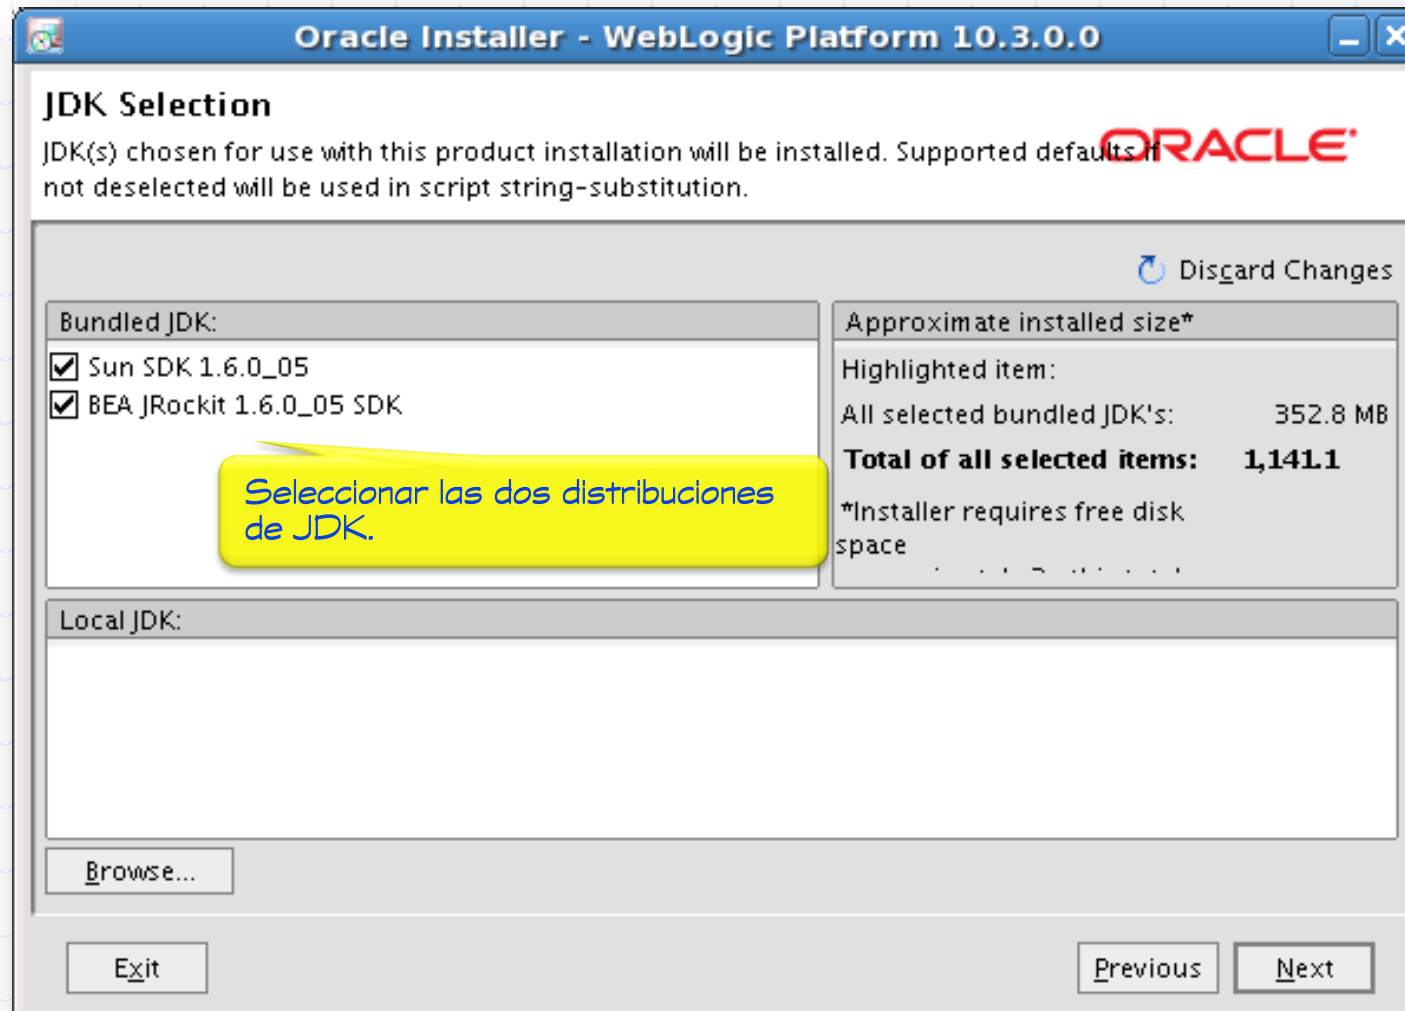 Oracle Installer - WebLogic Platform 10.3.0.0
JDK Selection
JDK(s) chosen for use with this product installation will be installed. Supported defaults if
not deselected will be used in script string-substitution.
ORACLE
Discard Changes
Bundled JDK:
Sun SDK 1.6.0_05
BEA JRockit 1.6.0_05 SDK
Seleccionar las dos distribuciones
de JDK.
Approximate installed size*
Highlighted item:
All selected bundled JDK's: 352.8 MB
Total of all selected items: 1,141.1
*Installer requires free disk
space
Local JDK:
Browse...
Exit
Previous
Next